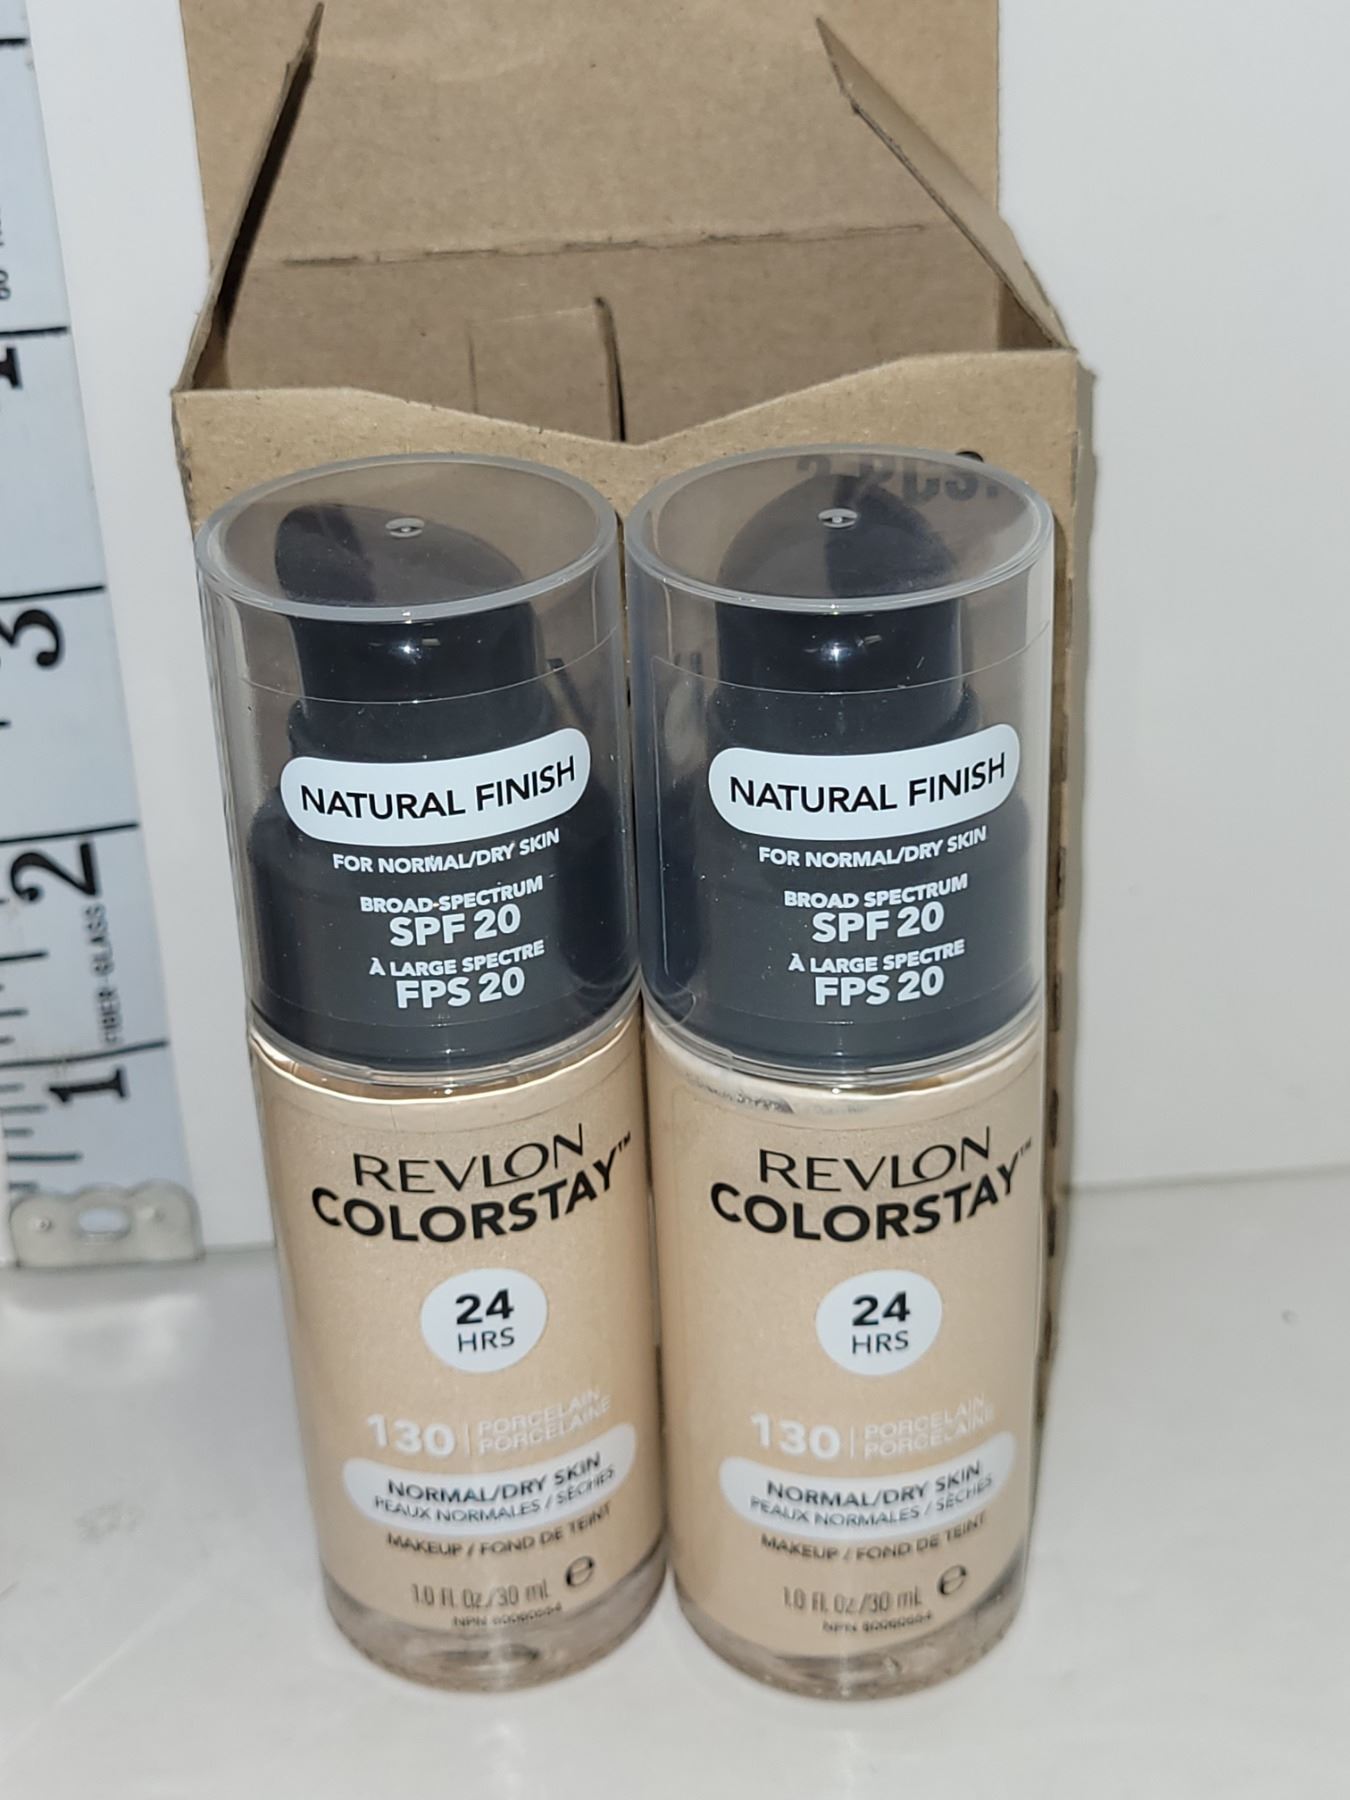 2 PCS.
NATURAL FINISH
FOR NORMAL/DRY SKIN
BROAD SPECTRUM
SPF 20
À LARGE SPECTRE
FPS 20
REVLON
COLORSTAY™
24
HRS
130 | PORCELAIN
PORCELAINE
NORMAL/DRY SKIN
PEAUX NORMALES / SÈCHES
MAKEUP / FOND DE TEINT
1.0 Fl. Oz./30 mL e
NPN
NATURAL FINISH
FOR NORMAL/DRY SKIN
BROAD SPECTRUM
SPF 20
À LARGE SPECTRE
FPS 20
REVLON
COLORSTAY™
24
HRS
130 | PORCELAIN
PORCELAINE
NORMAL/DRY SKIN
PEAUX NORMALES / SÈCHES
MAKEUP / FOND DE TEINT
1.0 Fl. Oz./30 mL e
NPN
3
2
FIBER-GLASS
1